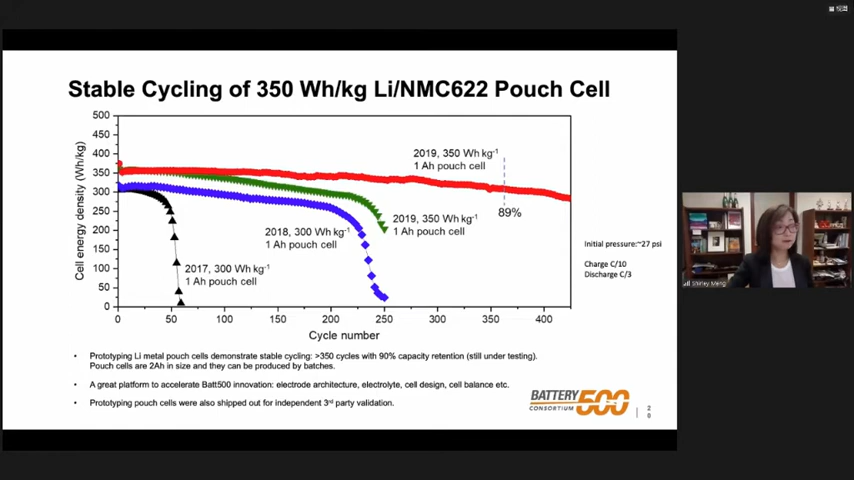 Stable Cycling of 350 Wh/kg Li/NMC622 Pouch Cell
500
450
400
350
300
250
200
150
100
50
0
Cell energy density (Wh/kg)
2019, 350 Wh kg⁻¹
1 Ah pouch cell
89%
2018, 300 Wh kg⁻¹
1 Ah pouch cell
2019, 350 Wh kg⁻¹
1 Ah pouch cell
2017, 300 Wh kg⁻¹
1 Ah pouch cell
0 50 100 150 200 250 300 350 400
Cycle number
Initial pressure:~27 psi
Charge C/10
Discharge C/3
Shirley Meng
• Prototyping Li metal pouch cells demonstrate stable cycling: >350 cycles with 90% capacity retention (still under testing).
Pouch cells are 2Ah in size and they can be produced by batches.
• A great platform to accelerate Batt500 innovation: electrode architecture, electrolyte, cell design, cell balance etc.
• Prototyping pouch cells were also shipped out for independent 3rd party validation.
BATTERY
CONSORTIUM
500
2
0